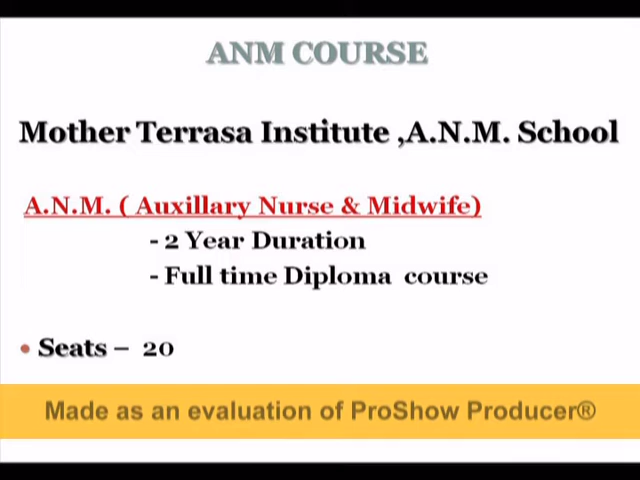 ANM COURSE
Mother Terrasa Institute ,A.N.M. School
A.N.M. ( Auxillary Nurse & Midwife)
- 2 Year Duration
- Full time Diploma course
• Seats – 20
Made as an evaluation of ProShow Producer®